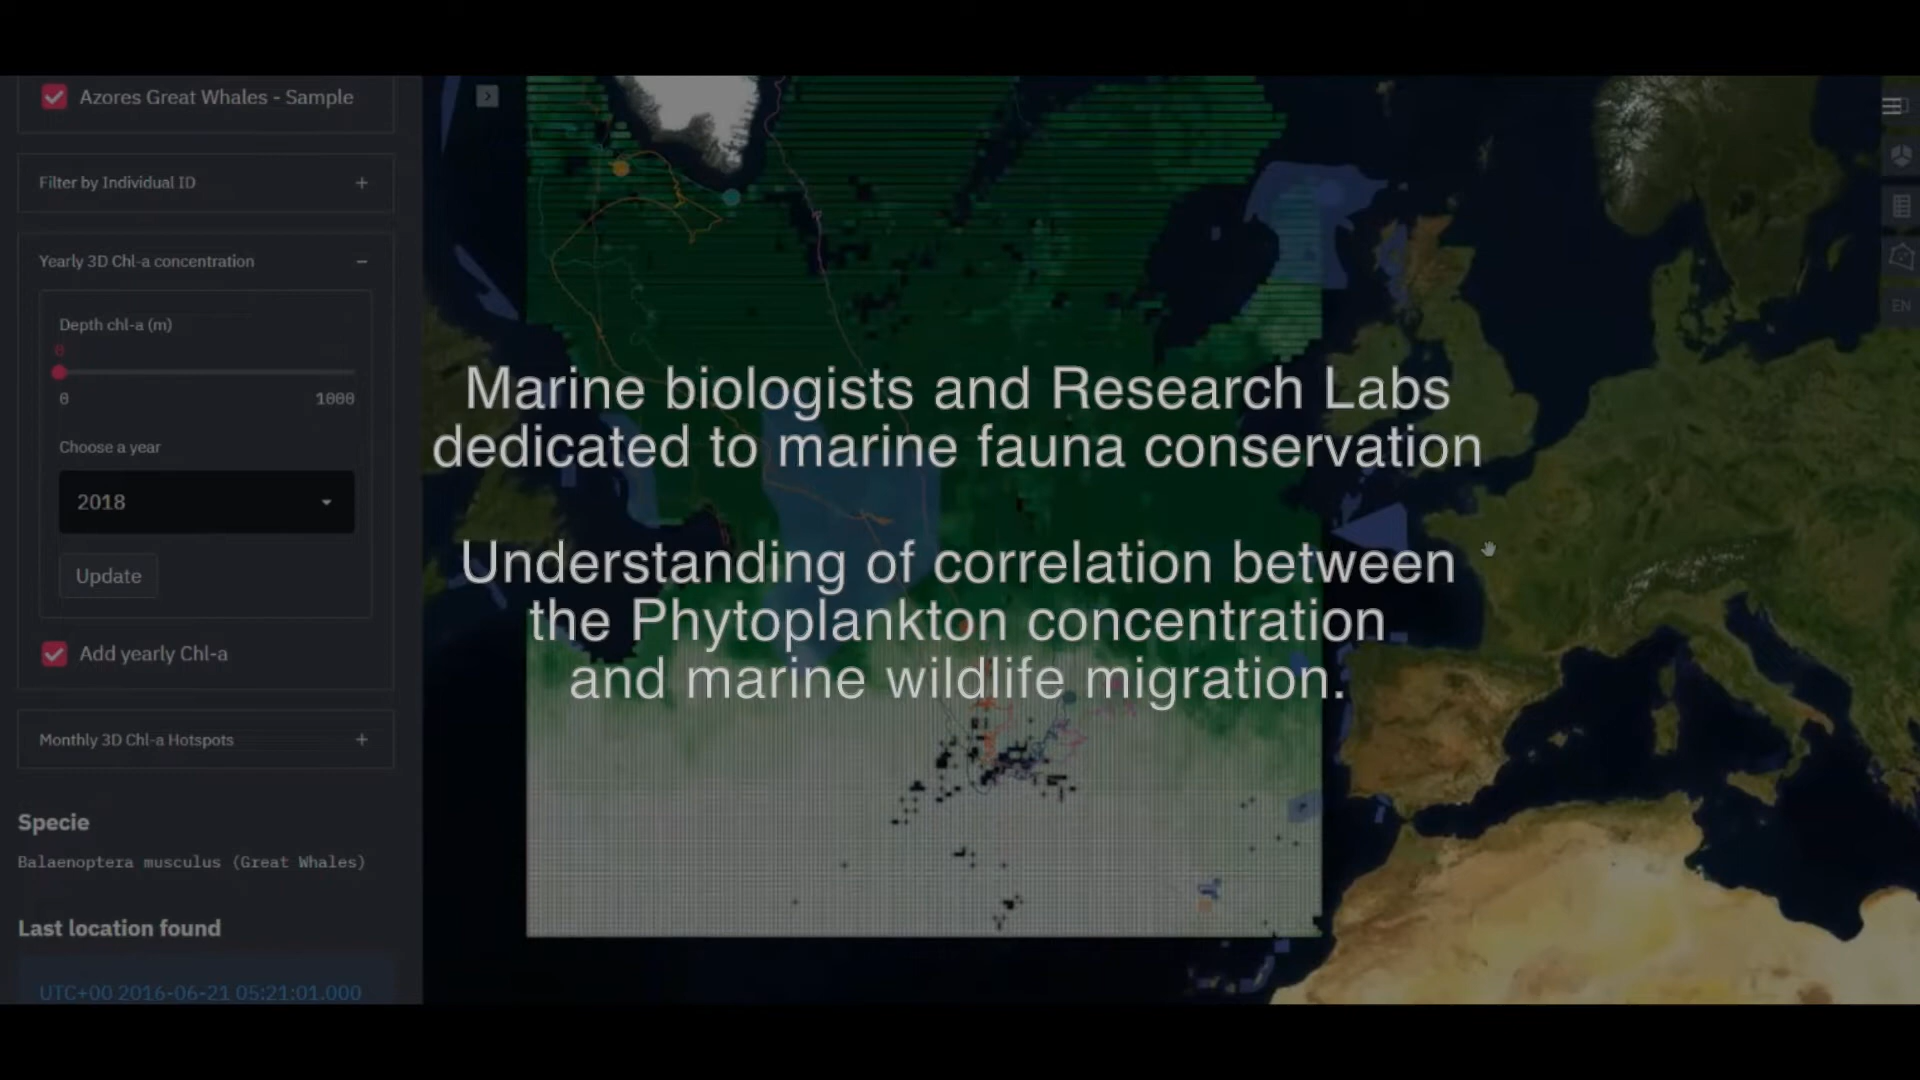 Azores Great Whales - Sample
Filter by Individual ID
Yearly 3D Chl-a concentration
Depth chl-a (m)
0
0
1000
Choose a year
2018
Update
Add yearly Chl-a
Monthly 3D Chl-a Hotspots
Specie
Balaenoptera musculus (Great Whales)
Last location found
UTC+00 2016-06-21 05:21:01.000
Marine biologists and Research Labs
dedicated to marine fauna conservation
Understanding of correlation between
the Phytoplankton concentration
and marine wildlife migration.
EN